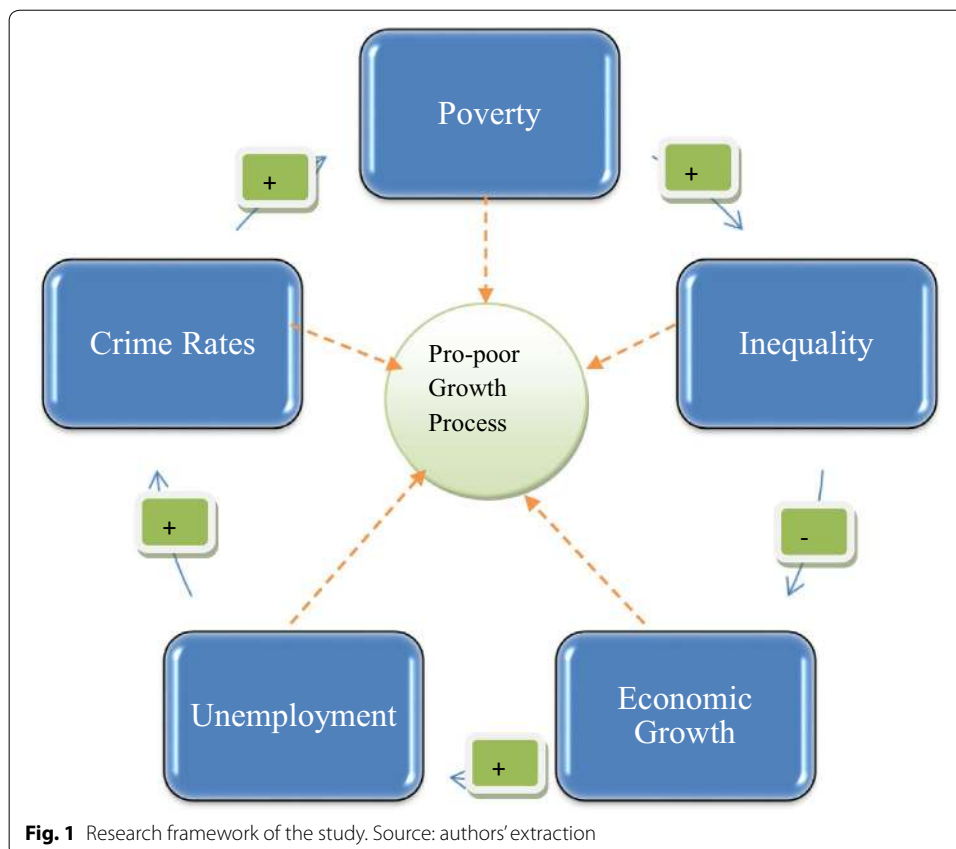 Poverty
+
+
Crime Rates
Pro-poor
Growth
Process
Inequality
+
-
Unemployment
+
Economic
Growth
Fig. 1 Research framework of the study. Source: authors' extraction